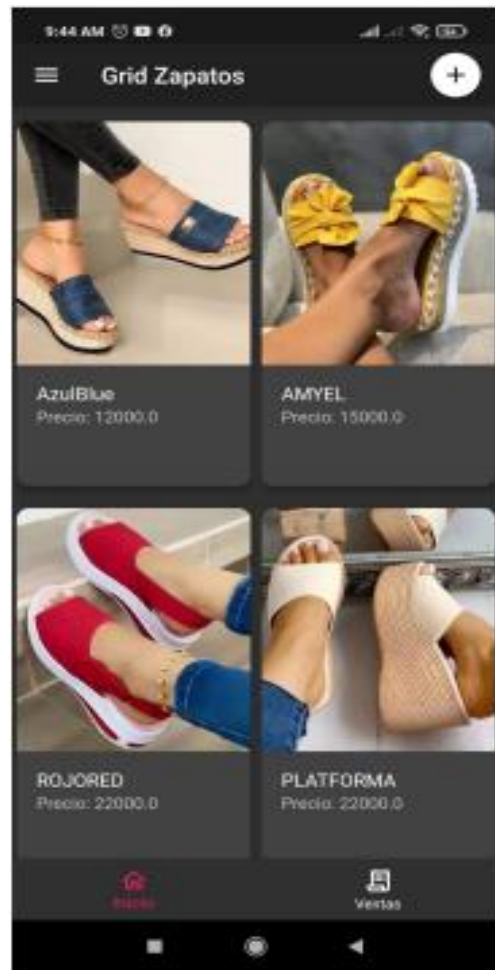 9:44 AM
Grid Zapatos
AzulBlue
Precio: 12000.0
AMYEL
Precio: 15000.0
ROJORED
Precio: 22000.0
PLATFORMA
Precio: 22000.0
Inicio
Ventas